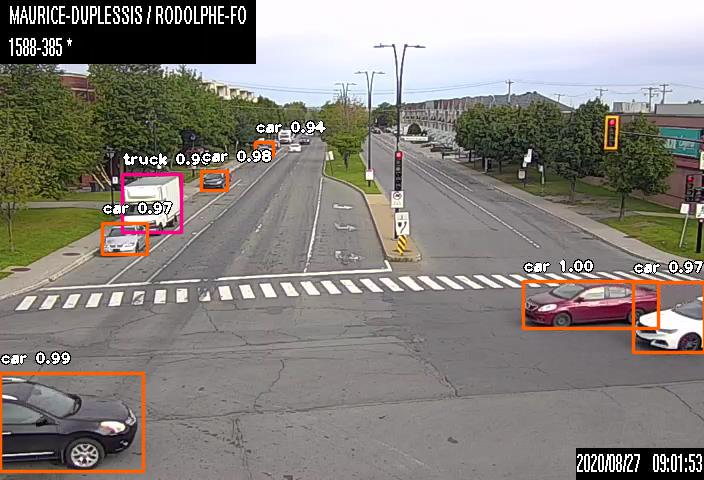 MAURICE-DUPLESSIS / RODOLPHE-FO
1588-385 *
car 0.94
truck 0.9
car 0.98
car 0.97
car 1.00
car 0.97
car 0.99
2020/08/27 09:01:53